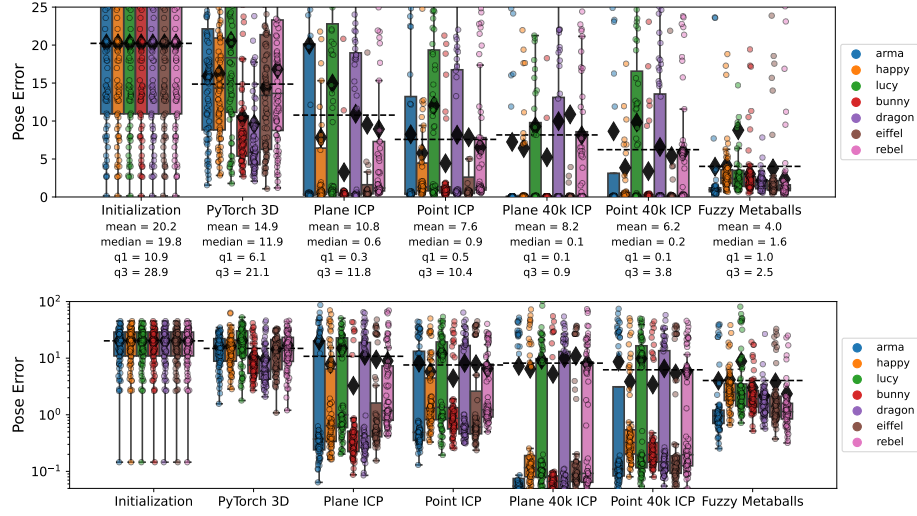 25
20
15
10
5
0
Pose Error
Initialization PyTorch 3D Plane ICP Point ICP Plane 40k ICP Point 40k ICP Fuzzy Metaballs
mean = 20.2 mean = 14.9 mean = 10.8 mean = 7.6 mean = 8.2 mean = 6.2 mean = 4.0
median = 19.8 median = 11.9 median = 0.6 median = 0.9 median = 0.1 median = 0.2 median = 1.6
q1 = 10.9 q1 = 6.1 q1 = 0.3 q1 = 0.5 q1 = 0.1 q1 = 0.1 q1 = 1.0
q3 = 28.9 q3 = 21.1 q3 = 11.8 q3 = 10.4 q3 = 0.9 q3 = 3.8 q3 = 2.5
arma
happy
lucy
bunny
dragon
eiffel
rebel
10²
10¹
10⁰
10⁻¹
Pose Error
Initialization PyTorch 3D Plane ICP Point ICP Plane 40k ICP Point 40k ICP Fuzzy Metaballs
arma
happy
lucy
bunny
dragon
eiffel
rebel